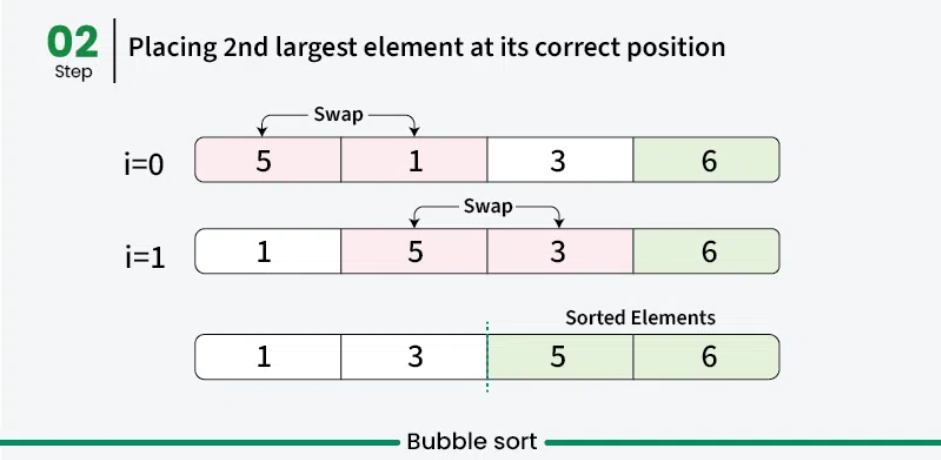 02
Step
Placing 2nd largest element at its correct position
Swap
i=0 5 1 3 6
Swap
i=1 1 5 3 6
Sorted Elements
1 3 5 6
Bubble sort